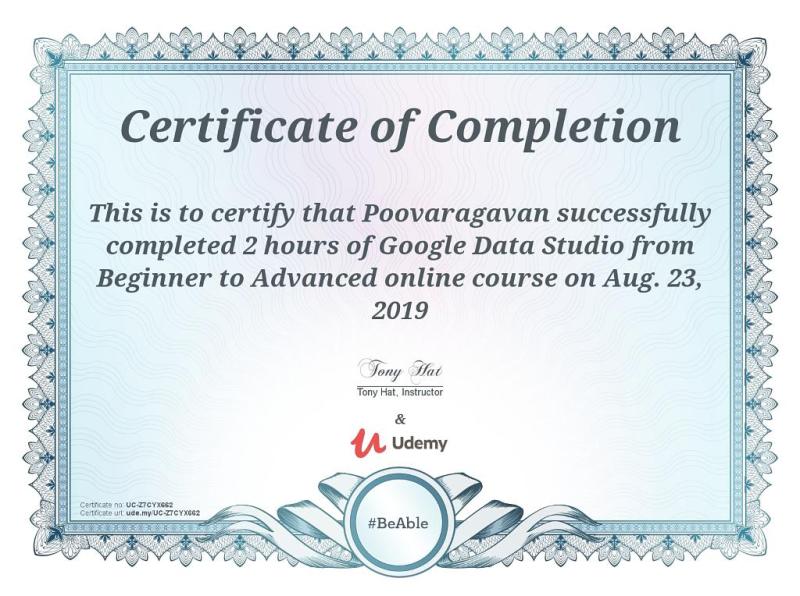 Certificate of Completion
This is to certify that Poovaragavan successfully
completed 2 hours of Google Data Studio from
Beginner to Advanced online course on Aug. 23,
2019
Tony Hat
Tony Hat, Instructor
&
Udemy
Certificate no: UC-Z7CYX662
Certificate url: ude.my/UC-Z7CYX662
#BeAble